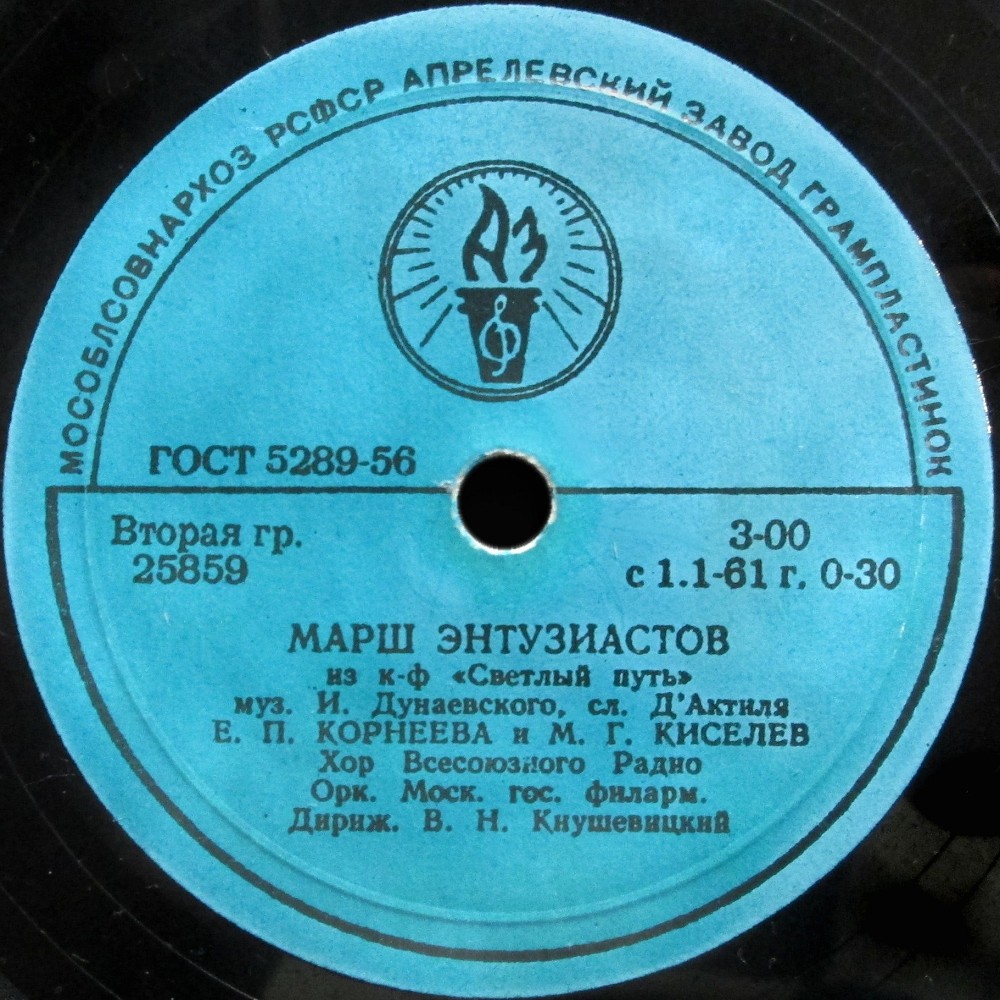 МОСОБЛСОВНАРХОЗ РСФСР АПРЕЛЕВСКИЙ ЗАВОД ГРАМПЛАСТИНОК
АЗ
ГОСТ 5289-56
Вторая гр. 3-00
25859 с 1.1-61 г. 0-30
МАРШ ЭНТУЗИАСТОВ
из к-ф «Светлый путь»
муз. И. Дунаевского, сл. Д'Актиля
Е. П. КОРНЕЕВА и М. Г. КИСЕЛЕВ
Хор Всесоюзного Радио
Орк. Моск. гос. филарм.
Дириж. В. Н. Кнушевицкий